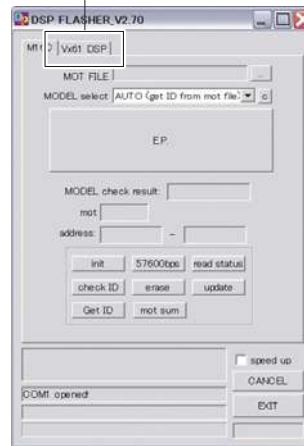 DSP FLASHER_V2.70
Vx61 DSP
MOT FILE ...
MODEL select AUTO (get ID from mot file) c
E.P.
MODEL check result:
mot
address: -
init 57600bps read status
check ID erase update
Get ID mot sum
speed up
CANCEL
COM1 opened!
EXIT